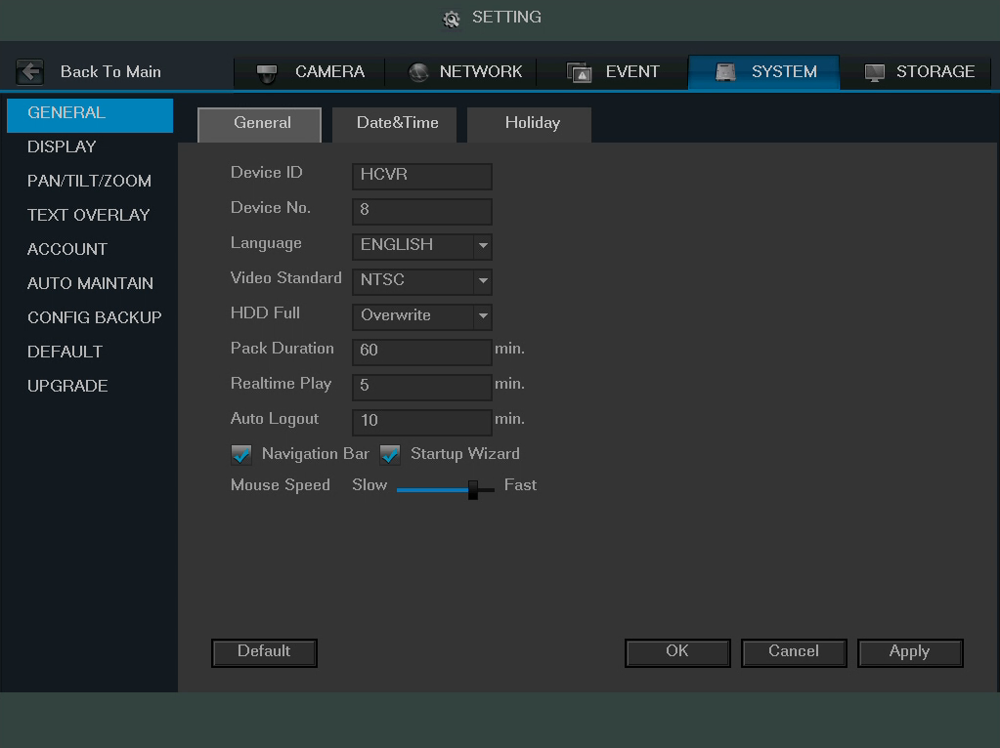 SETTING
Back To Main CAMERA NETWORK EVENT SYSTEM STORAGE
GENERAL
DISPLAY
PAN/TILT/ZOOM
TEXT OVERLAY
ACCOUNT
AUTO MAINTAIN
CONFIG BACKUP
DEFAULT
UPGRADE
General Date&Time Holiday
Device ID HCVR
Device No. 8
Language ENGLISH
Video Standard NTSC
HDD Full Overwrite
Pack Duration 60 min.
Realtime Play 5 min.
Auto Logout 10 min.
Navigation Bar Startup Wizard
Mouse Speed Slow Fast
Default OK Cancel Apply